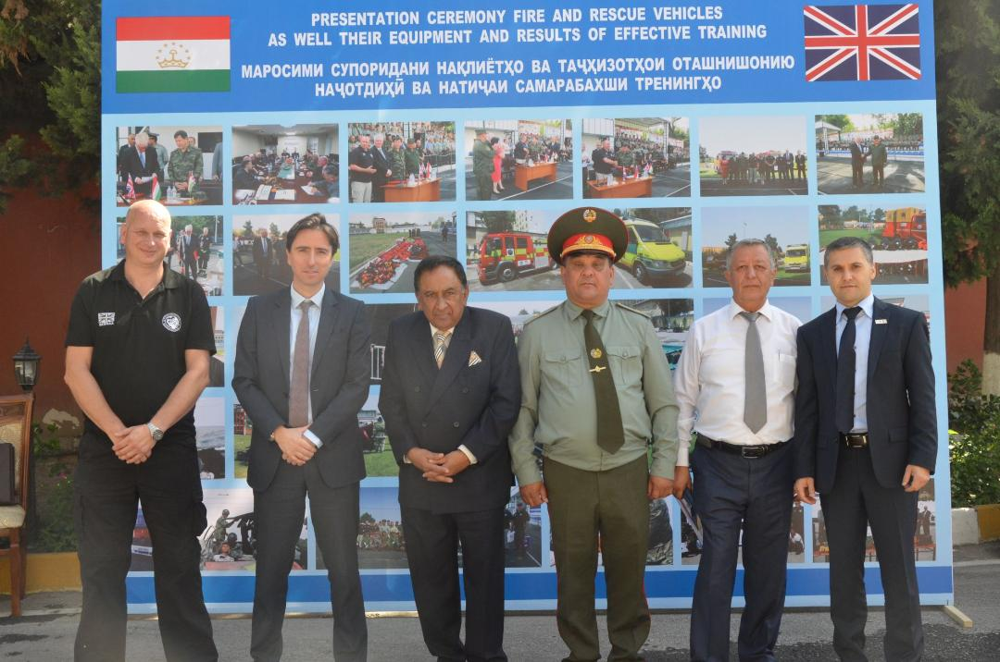 PRESENTATION CEREMONY FIRE AND RESCUE VEHICLES
AS WELL THEIR EQUIPMENT AND RESULTS OF EFFECTIVE TRAINING
МАРОСИМИ СУПОРИДАНИ НАҚЛИЁТҲО ВА ТАҶҲИЗОТҲОИ ОТАШНИШОНИЮ
НАҶОТДИҲӢ ВА НАТИҶАИ САМАРАБАХШИ ТРЕНИНГҲО